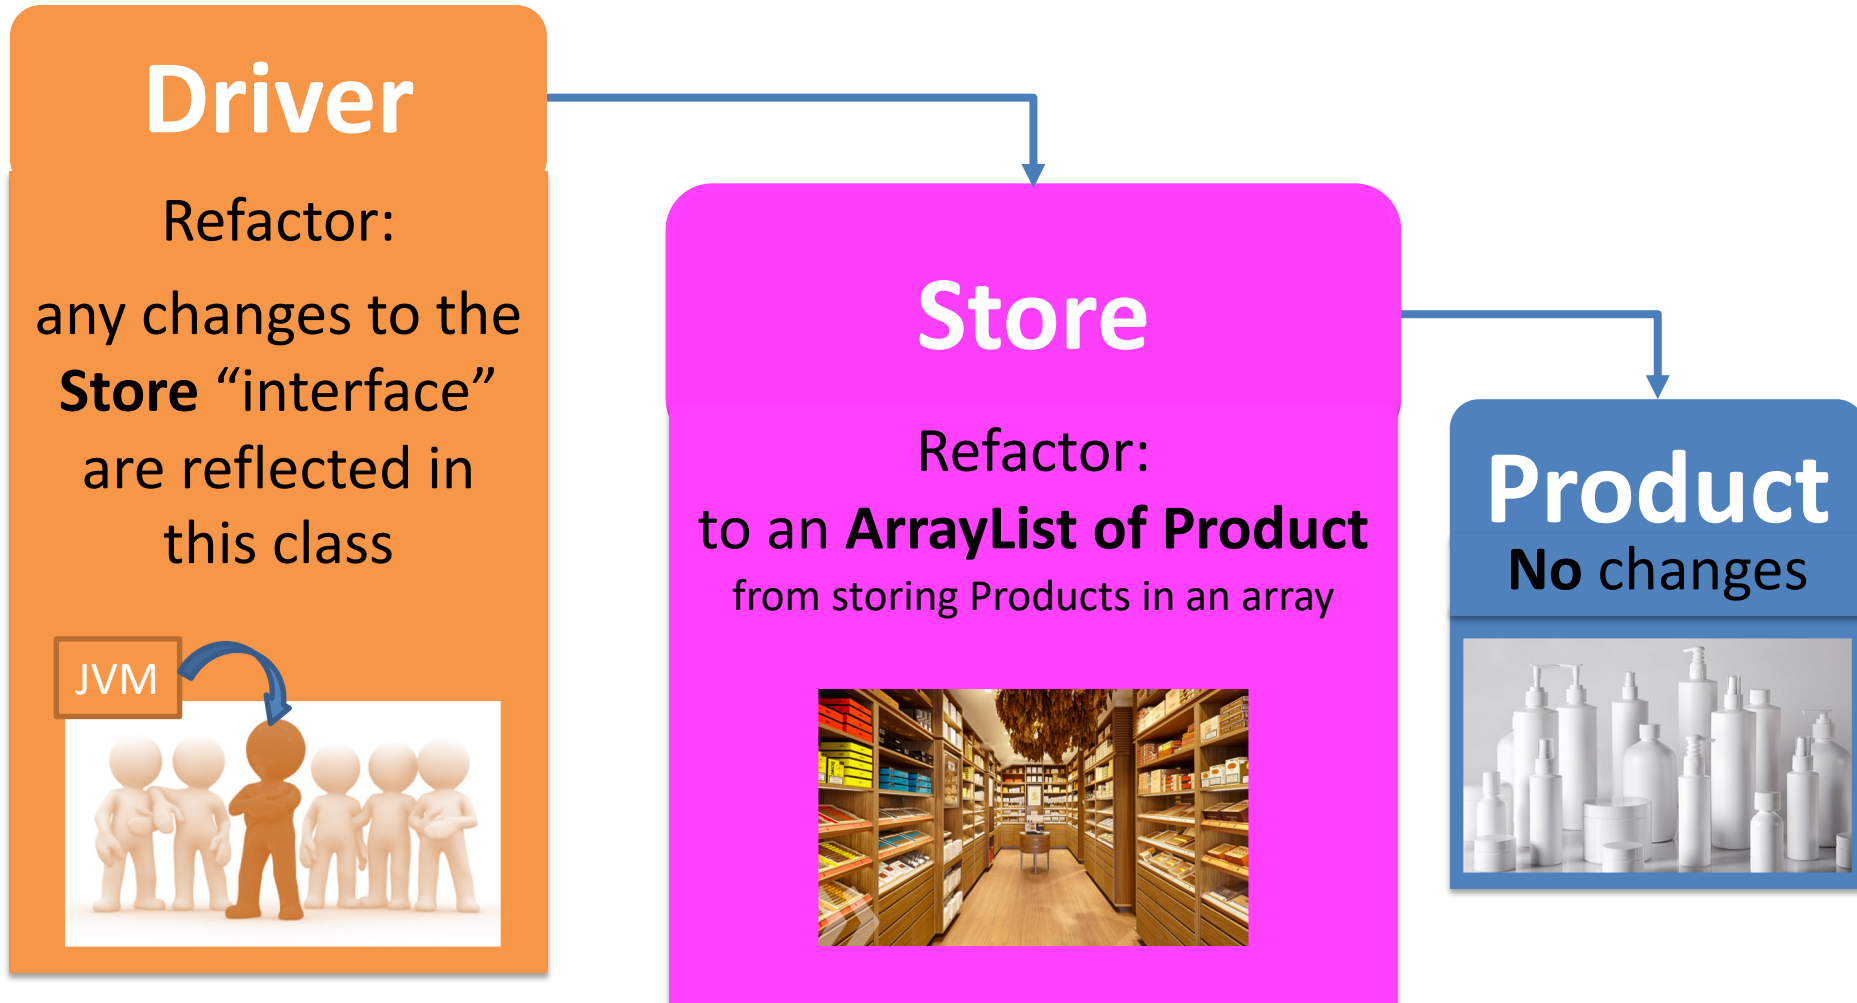 Driver
Refactor:
any changes to the
Store “interface”
are reflected in
this class
JVM
Store
Refactor:
to an ArrayList of Product
from storing Products in an array
Product
No changes